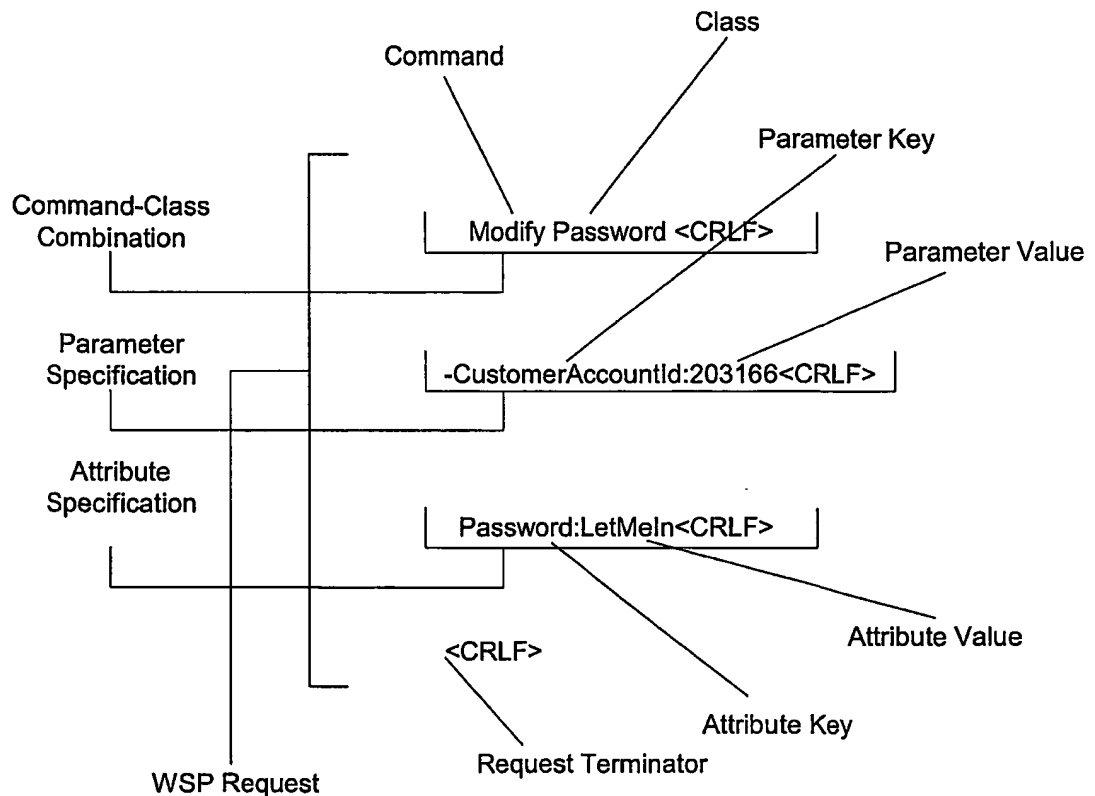 Class
Command
Parameter Key
Command-Class
Combination
Modify Password <CRLF>
Parameter Value
Parameter
Specification
-CustomerAccountId:203166<CRLF>
Attribute
Specification
Password:LetMeIn<CRLF>
Attribute Value
<CRLF>
Attribute Key
Request Terminator
WSP Request